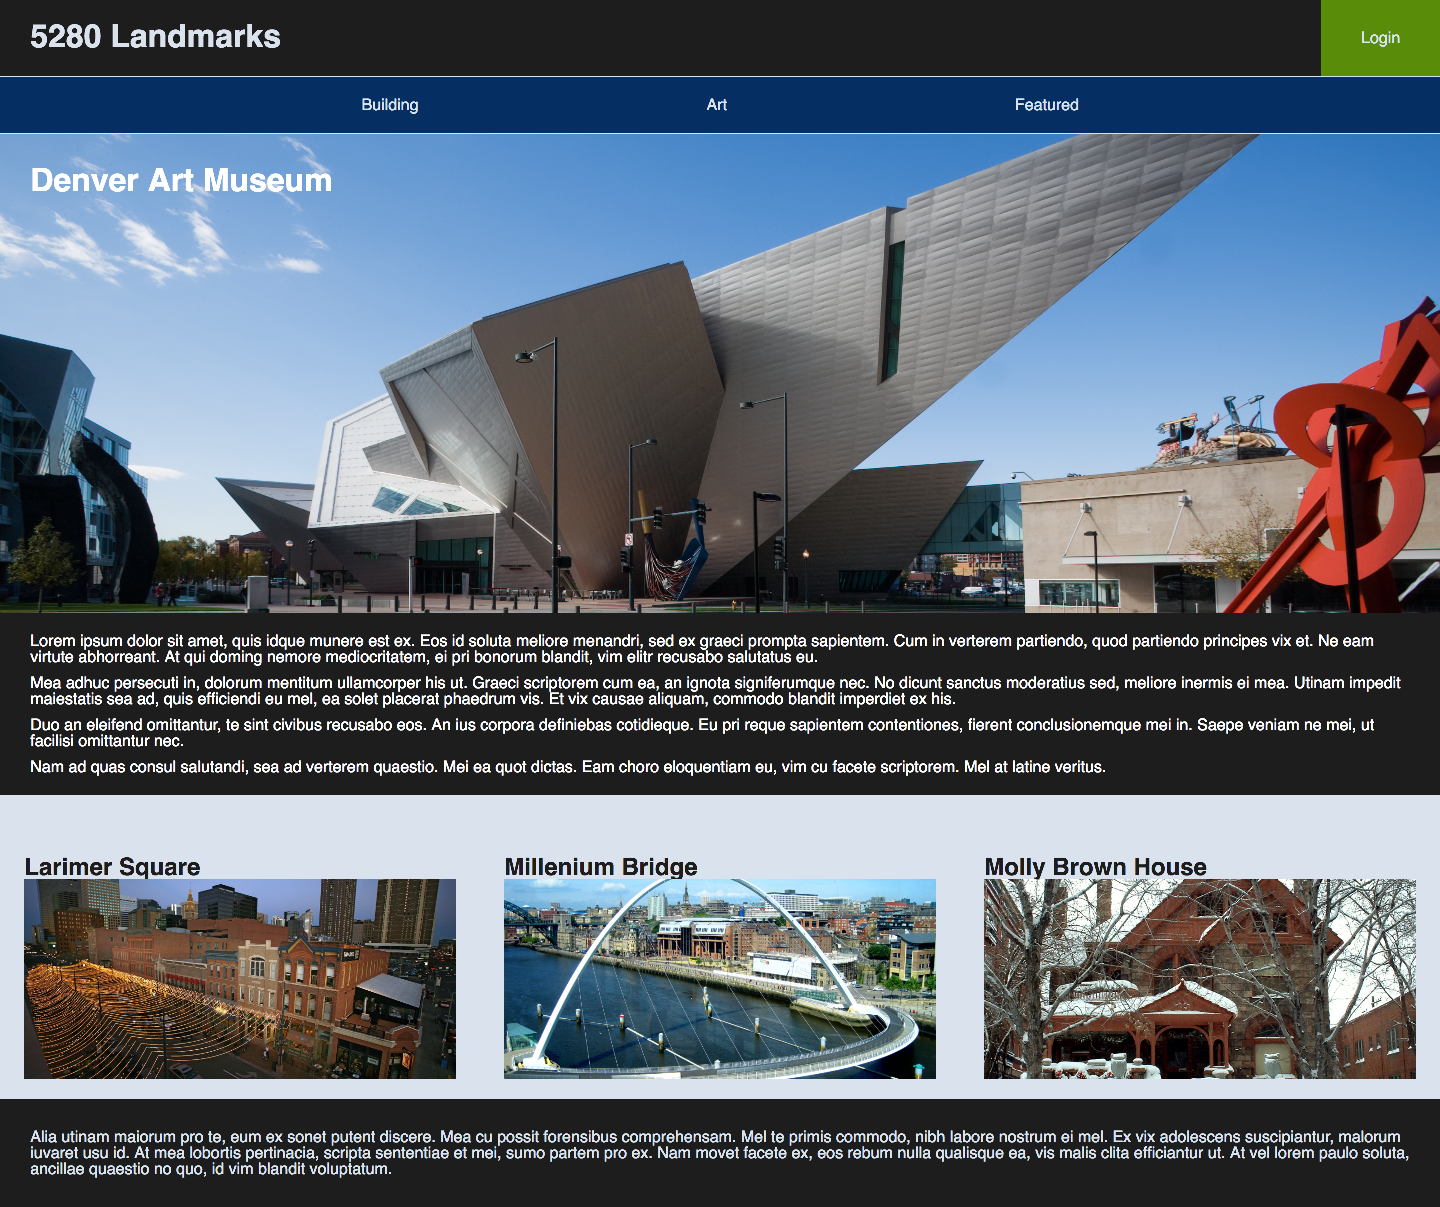 5280 Landmarks
Login
Building
Art
Featured
Denver Art Museum
Lorem ipsum dolor sit amet, quis idque munere est ex. Eos id soluta meliore menandri, sed ex graeci prompta sapientem. Cum in verterem partiendo, quod partiendo principes vix et. Ne eam
virtute abhorreant. At qui doming nemore mediocritatem, ei pri bonorum blandit, vim elitr recusabo salutatus eu.
Mea adhuc persecuti in, dolorum mentitum ullamcorper his ut. Graeci scriptorem cum ea, an ignota signiferumque nec. No dicunt sanctus moderatius sed, meliore inermis ei mea. Utinam impedit
maiestatis sea ad, quis efficiendi eu mel, ea solet placerat phaedrum vis. Et vix causae aliquam, commodo blandit imperdiet ex his.
Duo an eleifend omittantur, te sint civibus recusabo eos. An ius corpora definiebas cotidieque. Eu pri reque sapientem contentiones, fierent conclusionemque mei in. Saepe veniam ne mei, ut
facilisi omittantur nec.
Nam ad quas consul salutandi, sea ad verterem quaestio. Mei ea quot dictas. Eam choro eloquentiam eu, vim cu facete scriptorem. Mel at latine veritus.
Larimer Square
Millenium Bridge
Molly Brown House
Alia utinam maiorum pro te, eum ex sonet putent discere. Mea cu possit forensibus comprehensam. Mel te primis commodo, nibh labore nostrum ei mel. Ex vix adolescens suscipiantur, malorum
iuvaret usu id. At mea lobortis pertinacia, scripta sententiae et mei, sumo partem pro ex. Nam movet facete ex, eos rebum nulla qualisque ea, vis malis clita efficiantur ut. At vel lorem paulo soluta,
ancillae quaestio no quo, id vim blandit voluptatum.